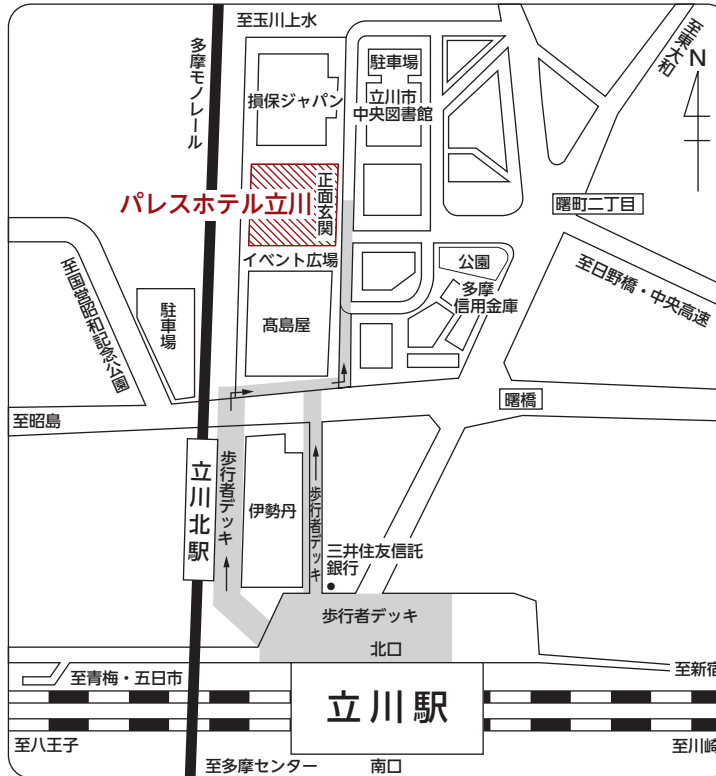 至玉川上水
多摩モノレール
駐車場
至東大和
N
損保ジャパン
立川市
中央図書館
パレスホテル立川
正面玄関
曙町二丁目
イベント広場
公園
至日野橋・中央高速
至国営昭和記念公園
駐車場
髙島屋
多摩
信用金庫
曙橋
至昭島
立川北駅
歩行者デッキ
伊勢丹
歩行者デッキ
三井住友信託
銀行
歩行者デッキ
北口
至青梅・五日市
至新宿
立川駅
至八王子
至川崎
至多摩センター
南口